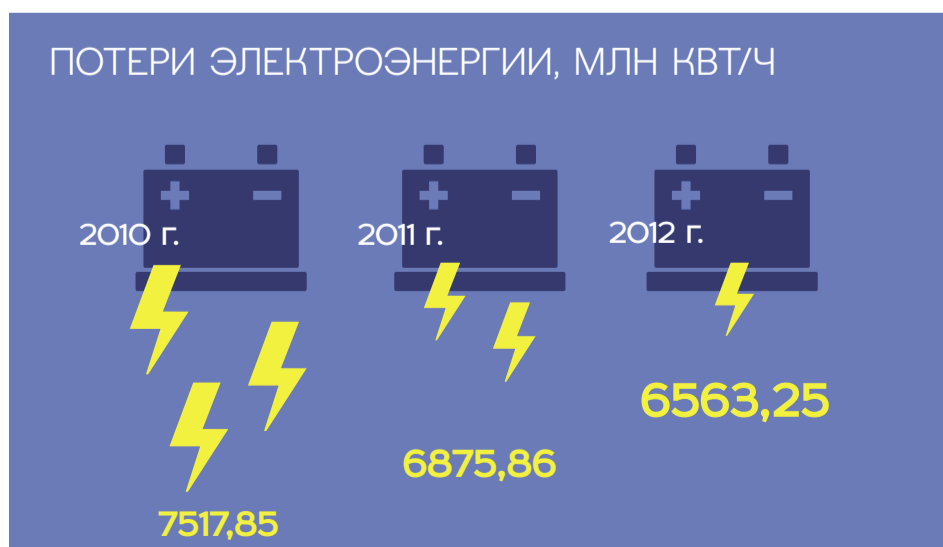 ПОТЕРИ ЭЛЕКТРОЭНЕРГИИ, МЛН КВТ/Ч
2010 г.
2011 г.
2012 г.
6563,25
6875,86
7517,85